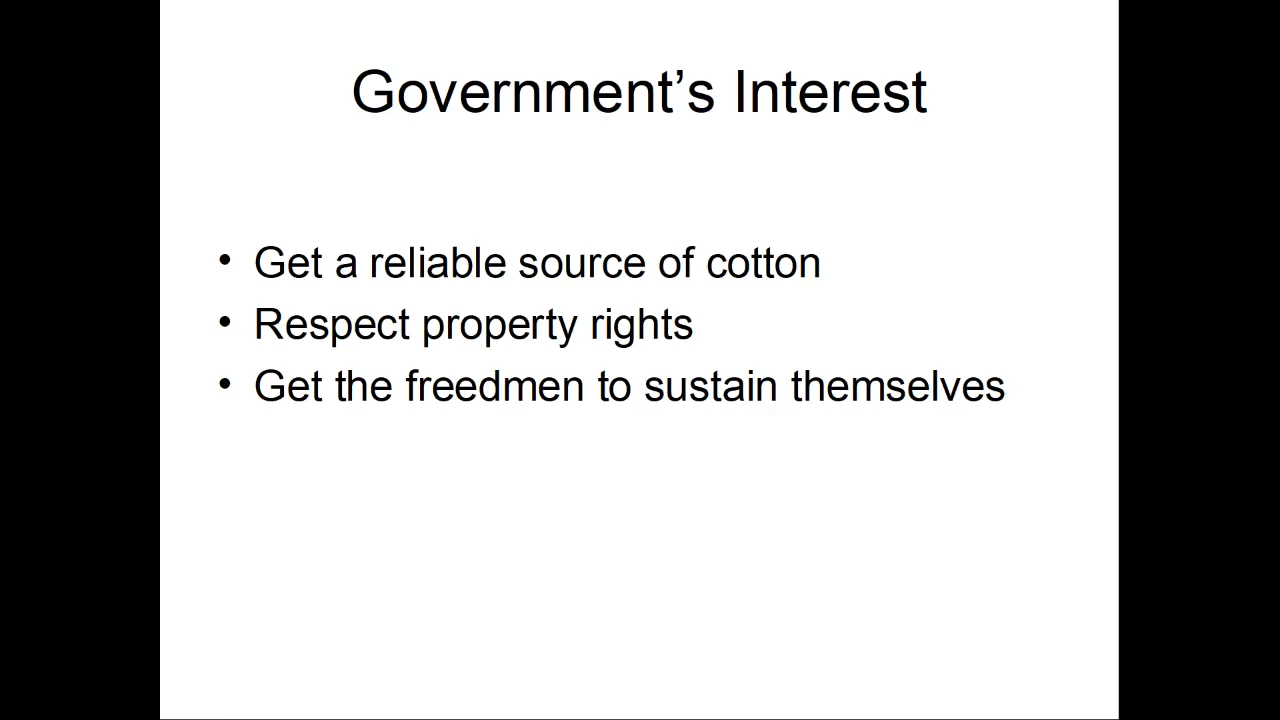 Government’s Interest
• Get a reliable source of cotton
• Respect property rights
• Get the freedmen to sustain themselves